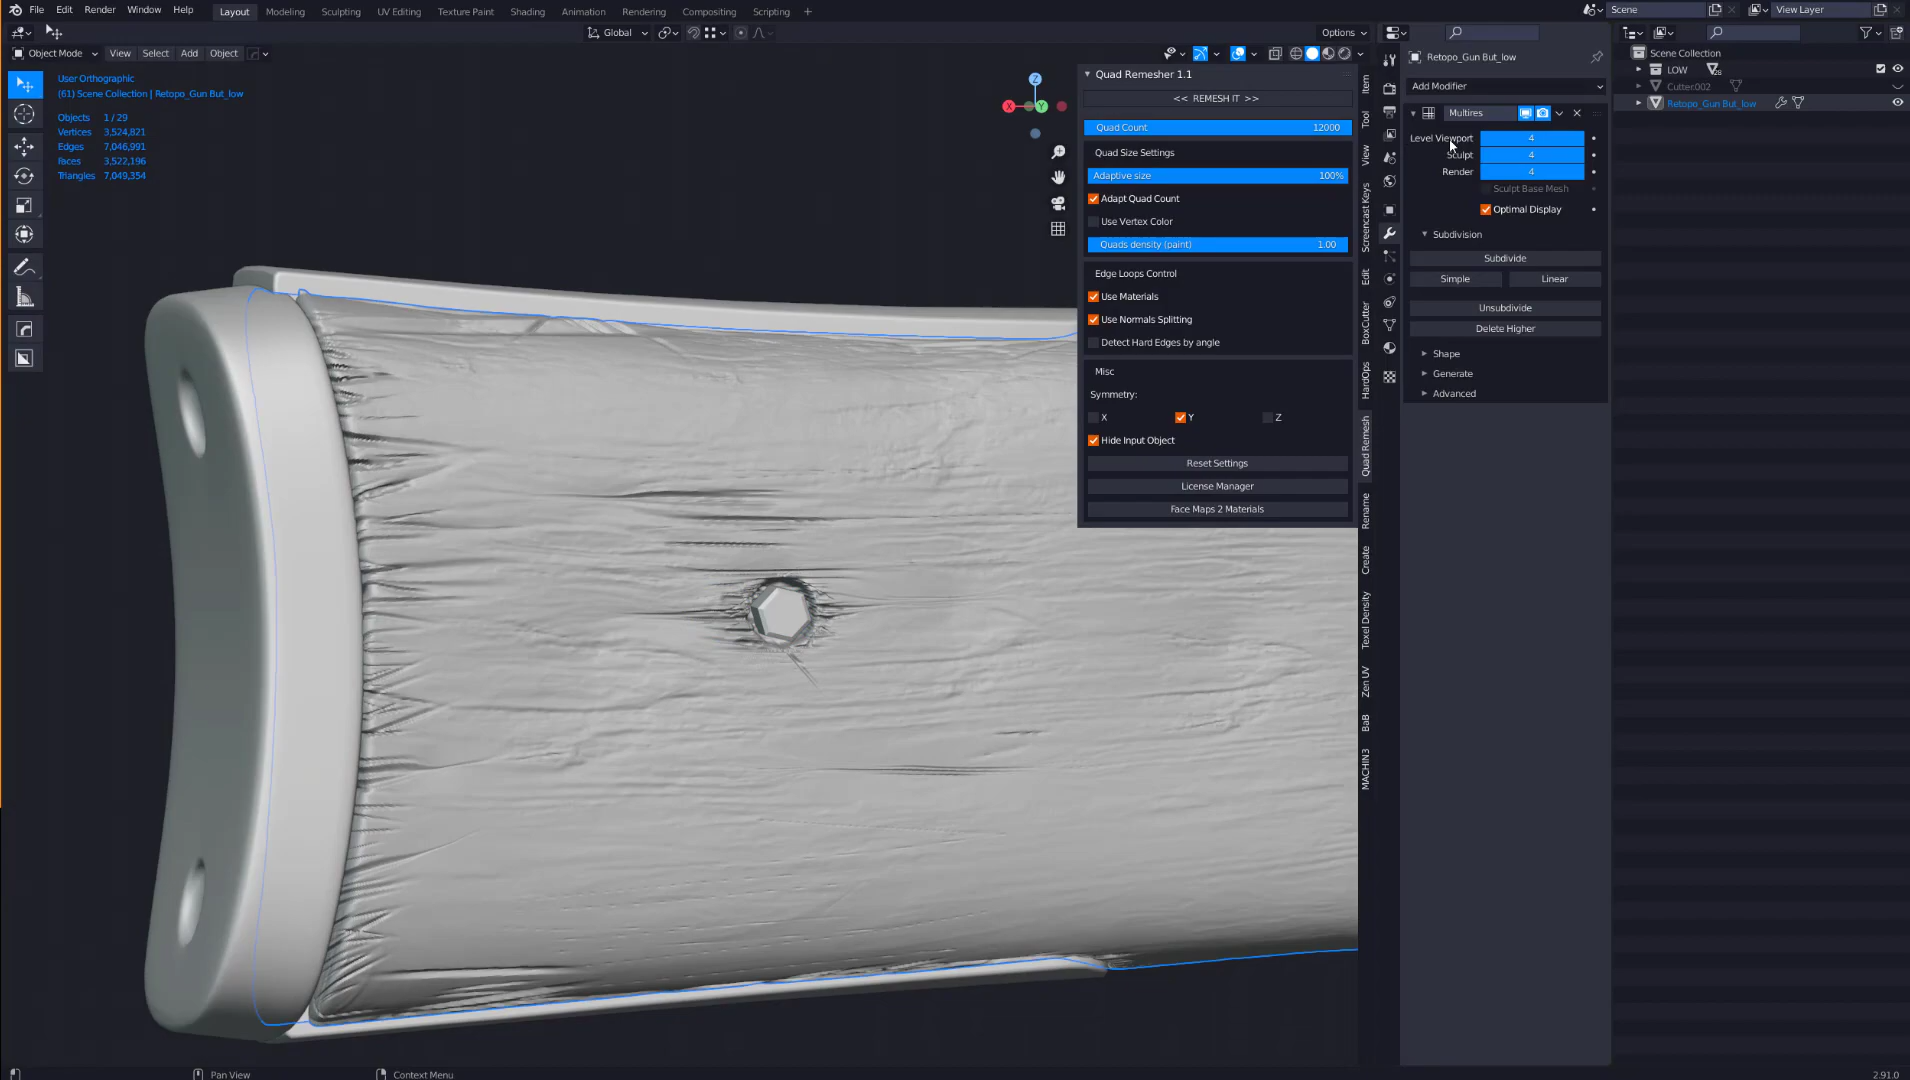 File Edit Render Window Help Layout Modeling Sculpting UV Editing Texture Paint Shading Animation Rendering Compositing Scripting + Scene View Layer
Global Options
Object Mode View Select Add Object
User Orthographic
(61) Scene Collection | Retopo_Gun But_low
Objects 1 / 29
Vertices 3,524,821
Edges 7,046,991
Faces 3,522,196
Triangles 7,049,354
Z
X
Y
Quad Remesher 1.1
<< REMESH IT >>
Quad Count 12000
Quad Size Settings
Adaptive size 100%
Adapt Quad Count
Use Vertex Color
Quads density (paint) 1.00
Edge Loops Control
Use Materials
Use Normals Splitting
Detect Hard Edges by angle
Misc
Symmetry:
X Y Z
Hide Input Object
Reset Settings
License Manager
Face Maps 2 Materials
Item
Tool
View
Screencast Keys
Edit
BoxCutter
HardOps
Quad Remesh
Rename
Create
Texel Density
Zen UV
BaB
MACHIN3
Retopo_Gun But_low
Add Modifier
Multires
Level Viewport 4
Sculpt 4
Render 4
Sculpt Base Mesh
Optimal Display
Subdivision
Subdivide
Simple Linear
Unsubdivide
Delete Higher
Shape
Generate
Advanced
Scene Collection
LOW
Cutter.002
Retopo_Gun But_low
Pan View Context Menu 2.91.0